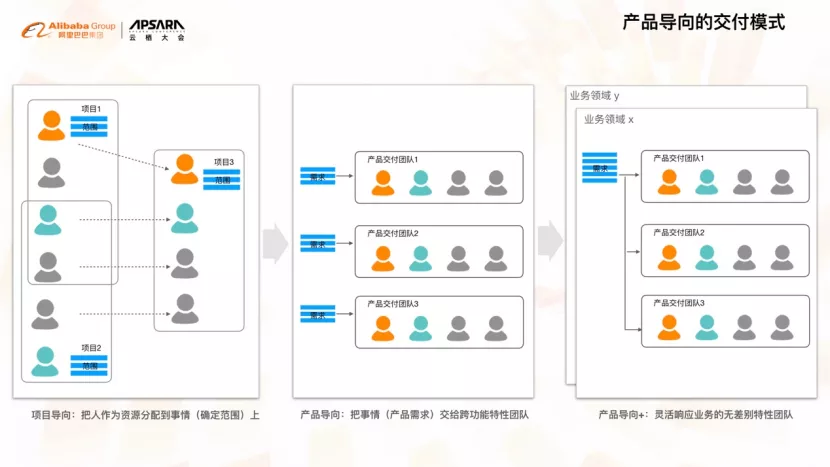 Alibaba Group
阿里巴巴集团
APSARA
APSARA CONFERENCE
云栖大会
产品导向的交付模式
项目1
范围
项目3
范围
项目2
范围
项目导向：把人作为资源分配到事情（确定范围）上
产品交付团队1
需求
产品交付团队2
需求
产品交付团队3
需求
产品导向：把事情（产品需求）交给跨功能特性团队
业务领域 y
业务领域 x
需求
产品交付团队1
产品交付团队2
产品交付团队3
产品导向+：灵活响应业务的无差别特性团队